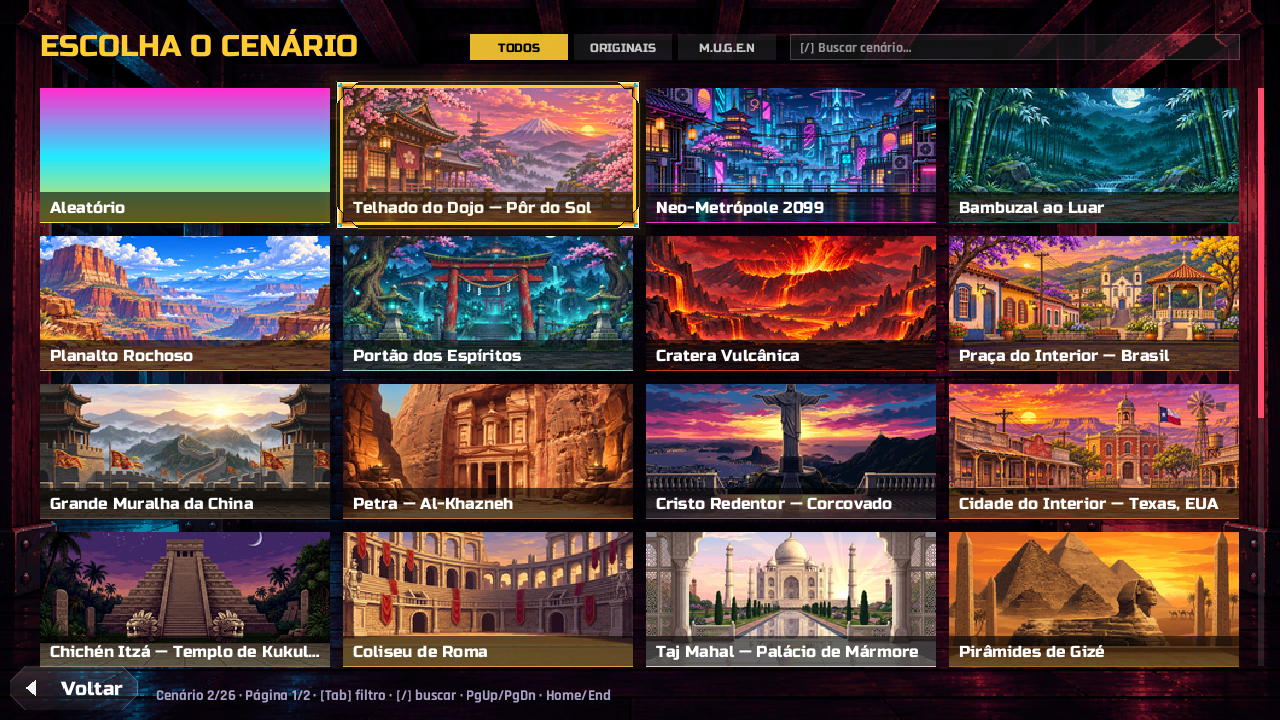 ESCOLHA O CENÁRIO
TODOS
ORIGINAIS
M.U.G.E.N
[/] Buscar cenário...
Aleatório
Telhado do Dojo — Pôr do Sol
Neo-Metrópole 2099
Bambuzal ao Luar
Planalto Rochoso
Portão dos Espíritos
Cratera Vulcânica
Praça do Interior — Brasil
Grande Muralha da China
Petra — Al-Khazneh
Cristo Redentor — Corcovado
Cidade do Interior — Texas, EUA
Chichén Itzá — Templo de Kukul...
Coliseu de Roma
Taj Mahal — Palácio de Mármore
Pirâmides de Gizé
Voltar
Cenário 2/26 · Página 1/2 · [Tab] filtro · [/] buscar · PgUp/PgDn · Home/End